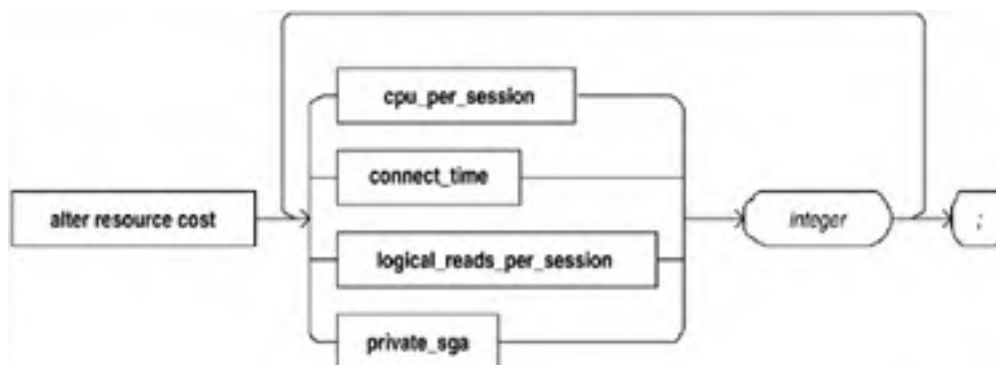 cpu_per_session
connect_time
alter resource cost
integer
;
logical_reads_per_session
private_sga